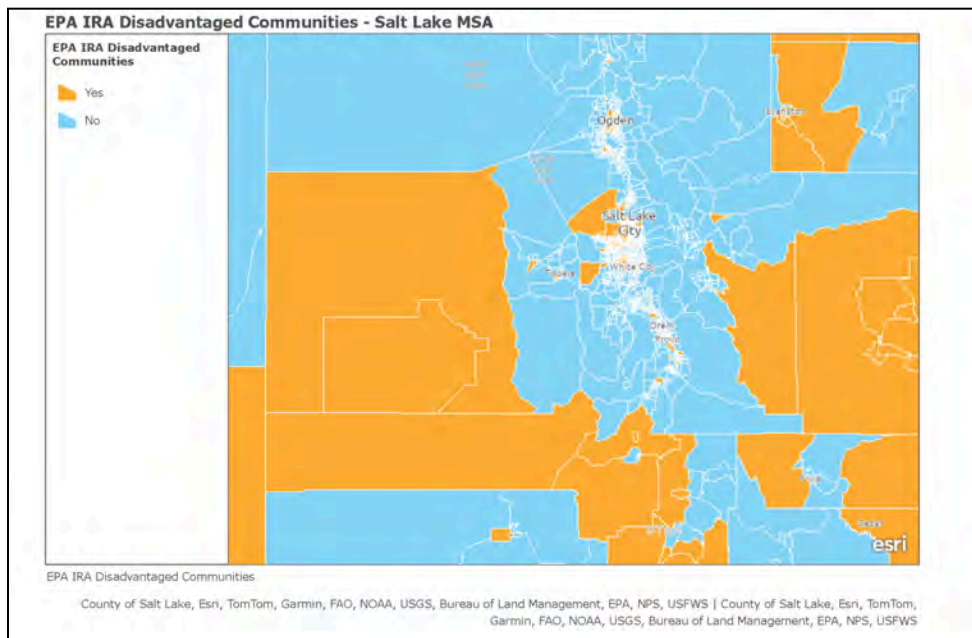 EPA IRA Disadvantaged Communities - Salt Lake MSA
EPA IRA Disadvantaged
Communities
Yes
No
Ogden
Evanston
Salt Lake
City
White City
Tooele
Orem
Provo
esri
EPA IRA Disadvantaged Communities
County of Salt Lake, Esri, TomTom, Garmin, FAO, NOAA, USGS, Bureau of Land Management, EPA, NPS, USFWS | County of Salt Lake, Esri, TomTom,
Garmin, FAO, NOAA, USGS, Bureau of Land Management, EPA, NPS, USFWS